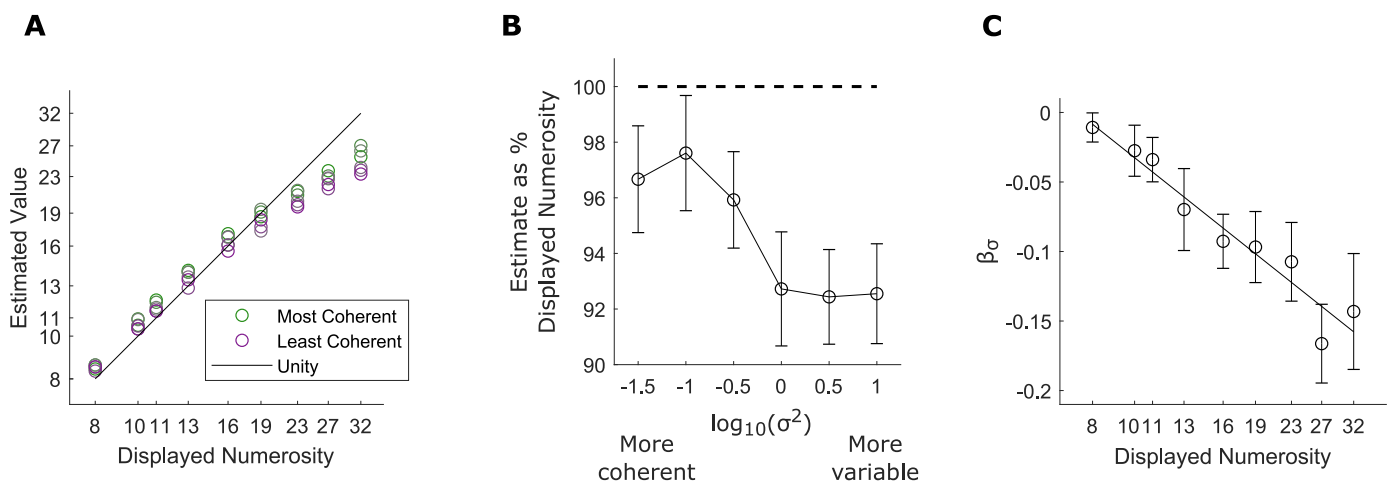 A
Estimated Value
32
27
23
19
16
13
11
10
8
Most Coherent
Least Coherent
Unity
8 10 11 13 16 19 23 27 32
Displayed Numerosity
B
Estimate as %
Displayed Numerosity
100
98
96
94
92
90
-1.5 -1 -0.5 0 0.5 1
log₁₀(σ²)
More
coherent
More
variable
C
βσ
0
-0.05
-0.1
-0.15
-0.2
8 10 11 13 16 19 23 27 32
Displayed Numerosity